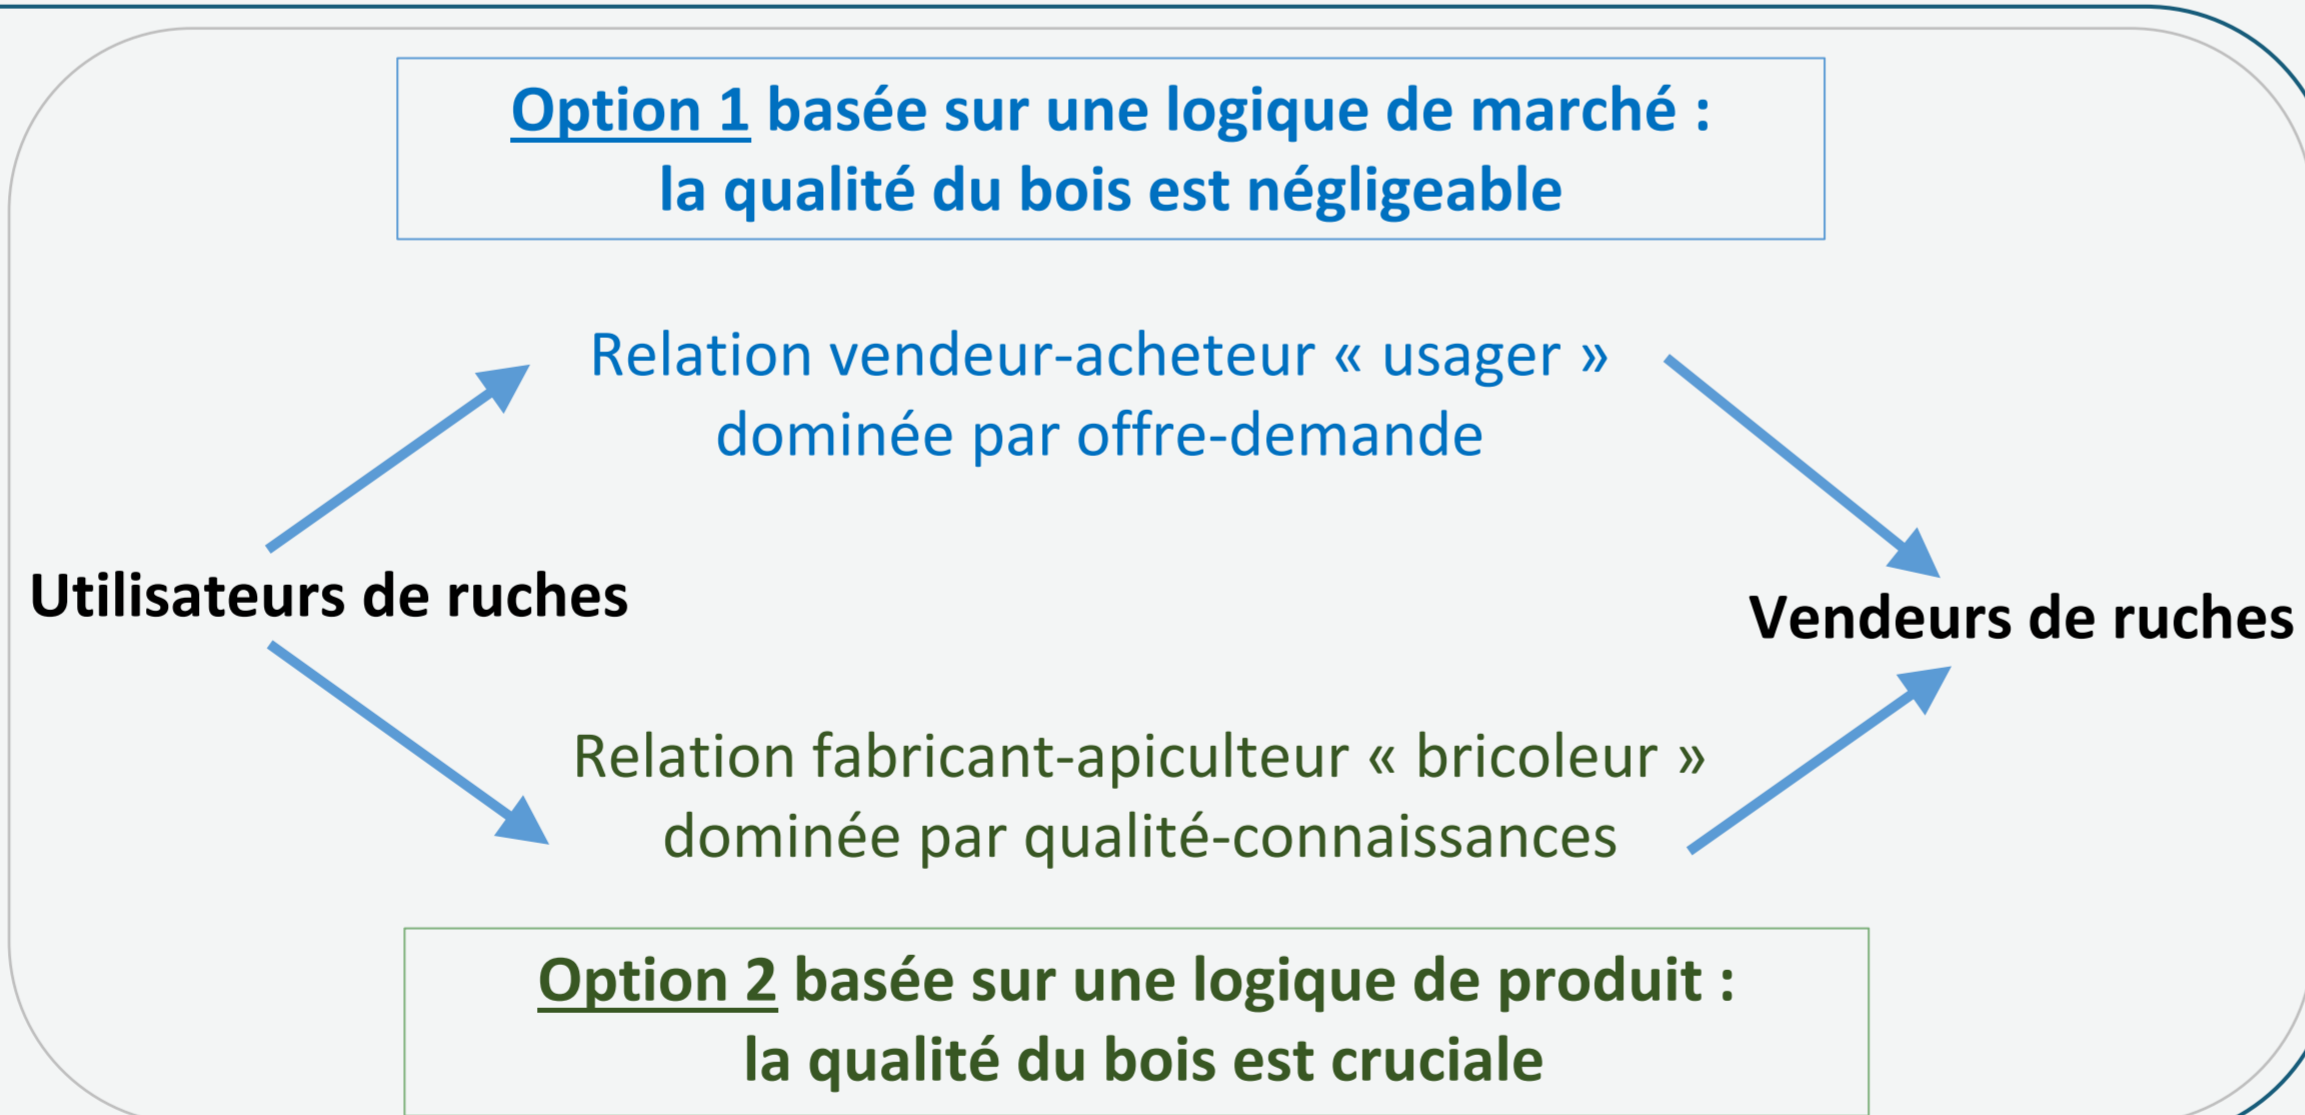 Option 1 basée sur une logique de marché :
la qualité du bois est négligeable
Relation vendeur-acheteur « usager »
dominée par offre-demande
Utilisateurs de ruches
Vendeurs de ruches
Relation fabricant-apiculteur « bricoleur »
dominée par qualité-connaissances
Option 2 basée sur une logique de produit :
la qualité du bois est cruciale